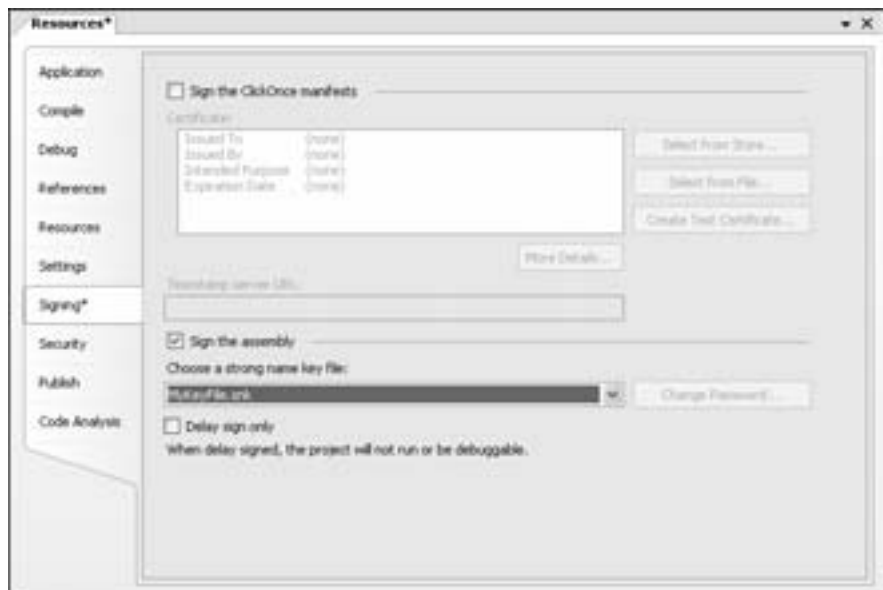 Resources*
Application
Compile
Debug
References
Resources
Settings
Signing*
Security
Publish
Code Analysis
Sign the ClickOnce manifests
Certificate:
Issued To (none)
Issued By (none)
Intended Purpose (none)
Expiration Date (none)
Select from Store...
Select from File...
Create Test Certificate...
More Details...
Timestamp server URL:
Sign the assembly
Choose a strong name key file:
MyKeyFile.snk
Change Password...
Delay sign only
When delay signed, the project will not run or be debuggable.